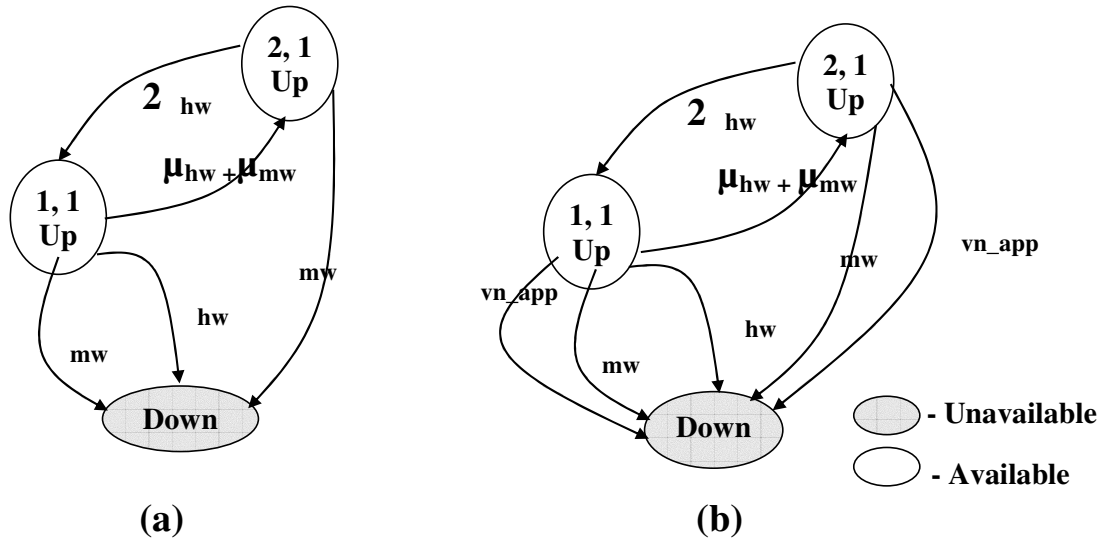 2, 1
Up
2 hw
μhw +μmw
1, 1
Up
mw
hw
mw
Down
(a)
2, 1
Up
2 hw
μhw + μmw
1, 1
Up
vn_app
mw
vn_app
hw
mw
Down
- Unavailable
- Available
(b)